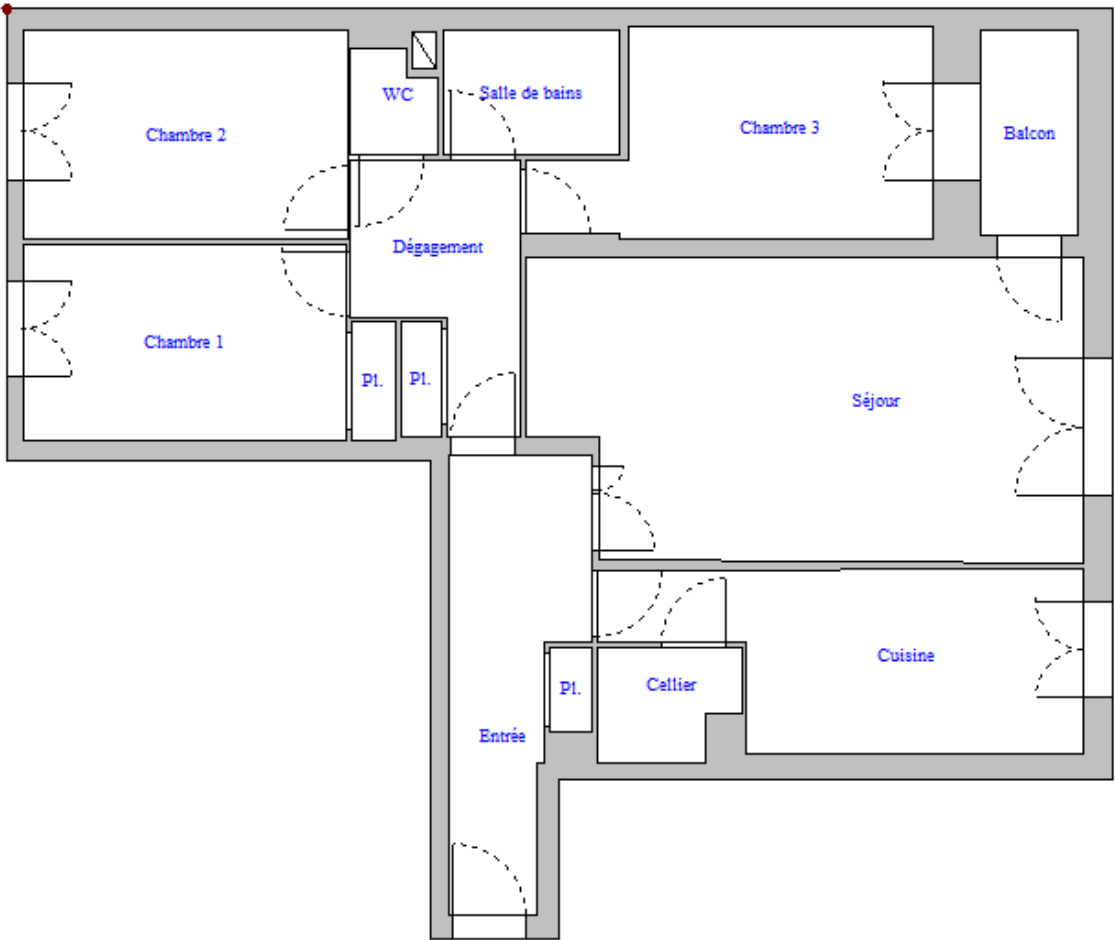 WC
Salle de bains
Chambre 2
Chambre 3
Balcon
Dégagement
Chambre 1
Pl.
Pl.
Séjour
Cuisine
Pl.
Cellier
Entrée